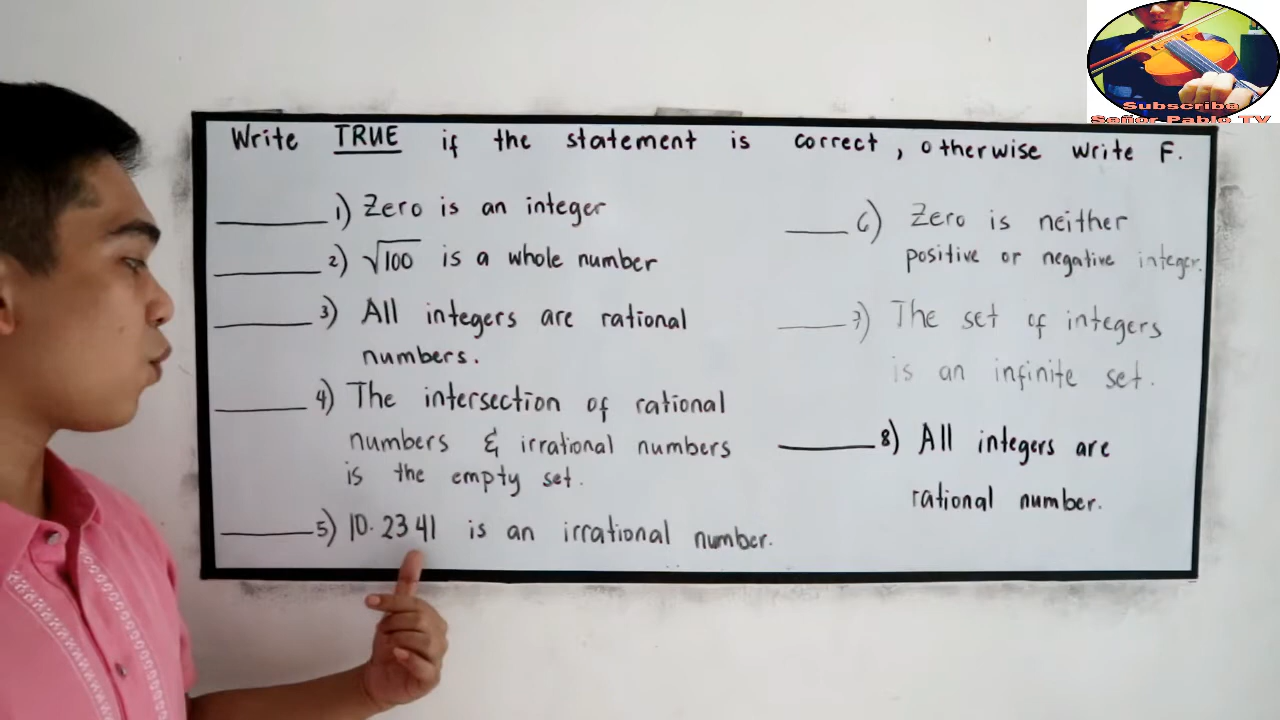 Write TRUE if the statement is correct, otherwise write F.
1) Zero is an integer
2) √100 is a whole number
3) All integers are rational
numbers.
4) The intersection of rational
numbers & irrational numbers
is the empty set.
5) 10.2341 is an irrational number.
6) Zero is neither
positive or negative integer.
7) The set of integers
is an infinite set.
8) All integers are
rational number.
Subscribe
Señor Pablo TV